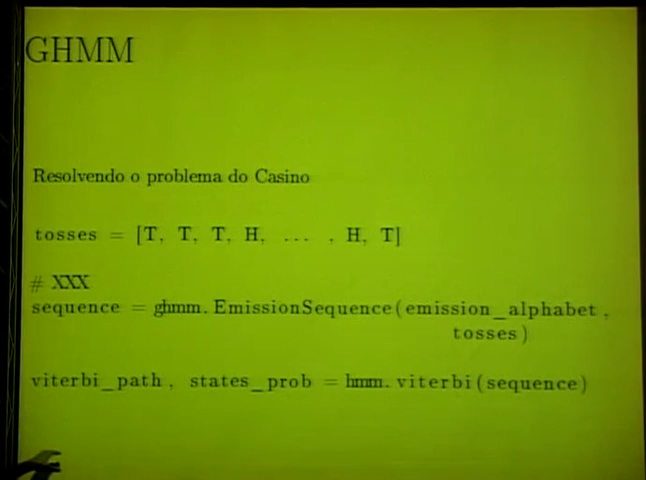 GHMM
Resolvendo o problema do Casino
tosses = [T, T, T, H, ... , H, T]
# XXX
sequence = ghmm.EmissionSequence(emission_alphabet,
tosses)
viterbi_path, states_prob = hmm.viterbi(sequence)